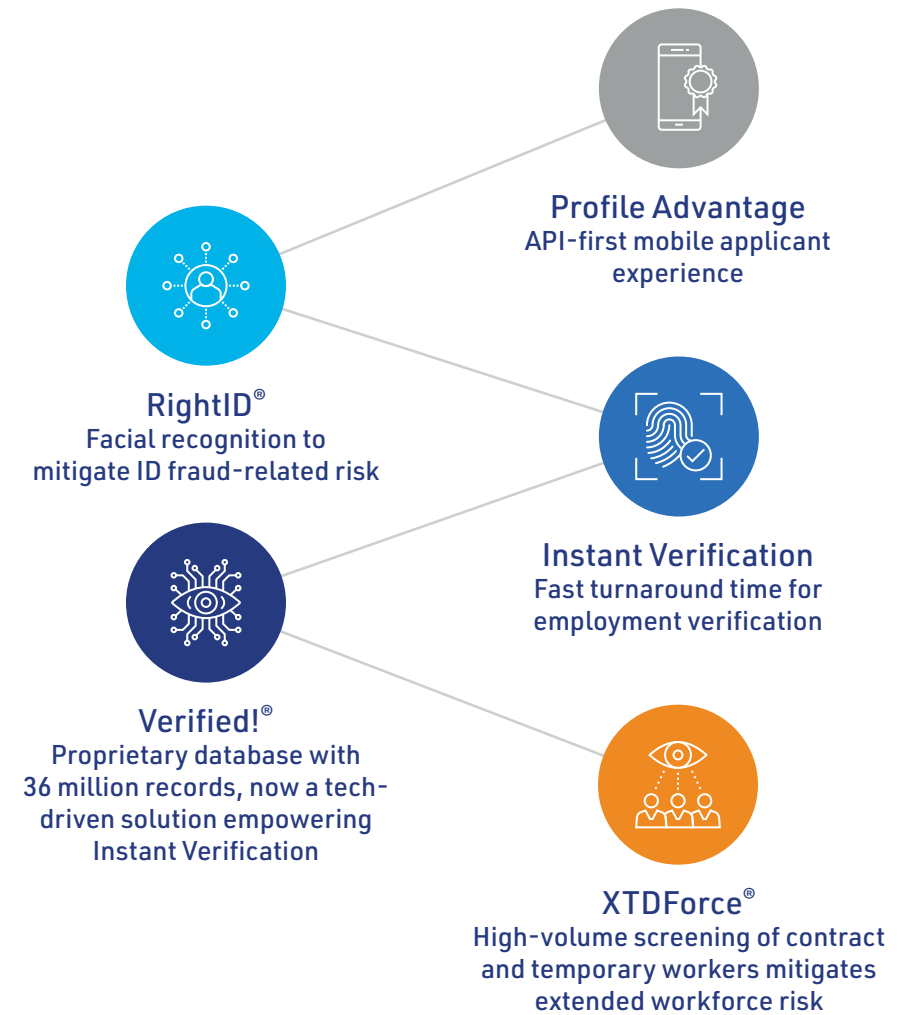 Profile Advantage
API-first mobile applicant
experience
RightID®
Facial recognition to
mitigate ID fraud-related risk
Instant Verification
Fast turnaround time for
employment verification
Verified!®
Proprietary database with
36 million records, now a tech-
driven solution empowering
Instant Verification
XTDForce®
High-volume screening of contract
and temporary workers mitigates
extended workforce risk